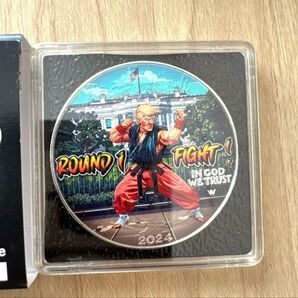 ROUND 1 FIGHT!
IN GOD
WE TRUST
W
2024
e